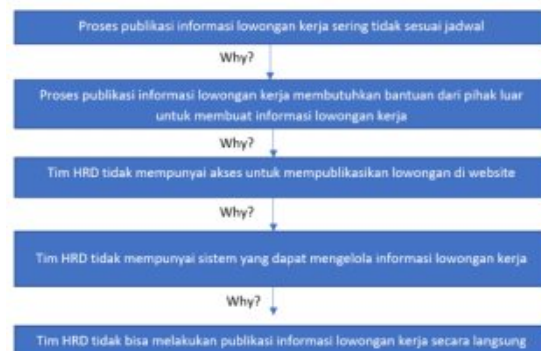 Proses publikasi informasi lowongan kerja sering tidak sesuai jadwal
Why?
Proses publikasi informasi lowongan kerja membutuhkan bantuan dari pihak luar
untuk membuat informasi lowongan kerja
Why?
Tim HRD tidak mempunyai akses untuk mempublikasikan lowongan di website
Why?
Tim HRD tidak mempunyai sistem yang dapat mengelola informasi lowongan kerja
Why?
Tim HRD tidak bisa melakukan publikasi informasi lowongan kerja secara langsung